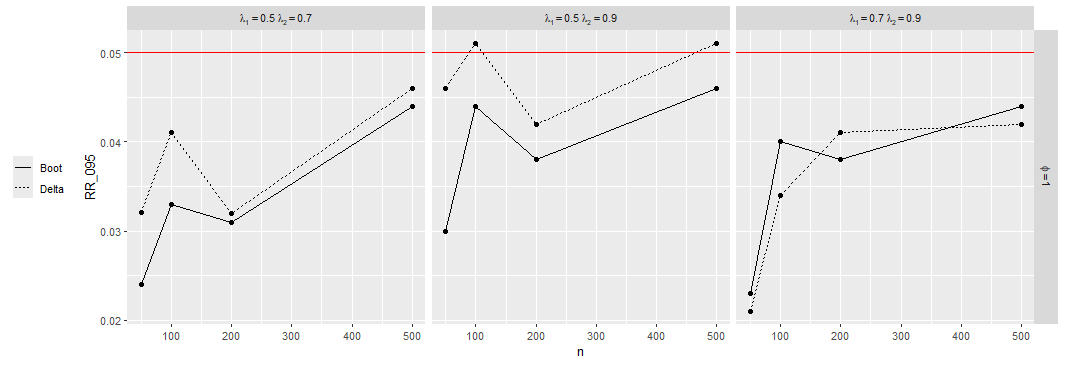 λ₁ = 0.5 λ₂ = 0.7
λ₁ = 0.5 λ₂ = 0.9
λ₁ = 0.7 λ₂ = 0.9
0.05
0.04
0.03
0.02
RR_095
Boot
Delta
ϕ = 1
100 200 300 400 500
100 200 300 400 500
100 200 300 400 500
n